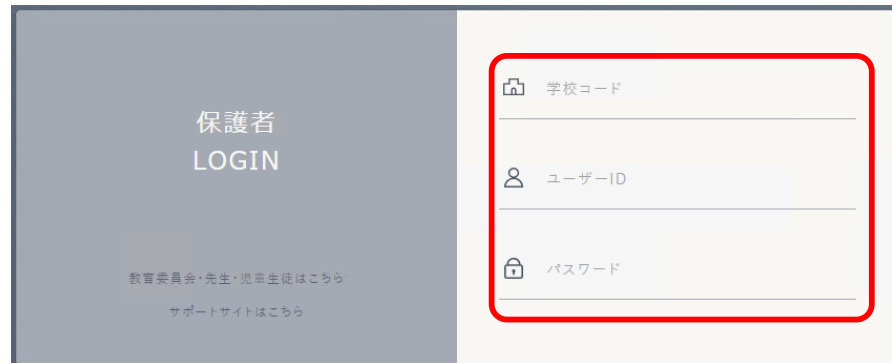 保護者
LOGIN
教育委員会・先生・児童生徒はこちら
サポートサイトはこちら
学校コード
ユーザーID
パスワード